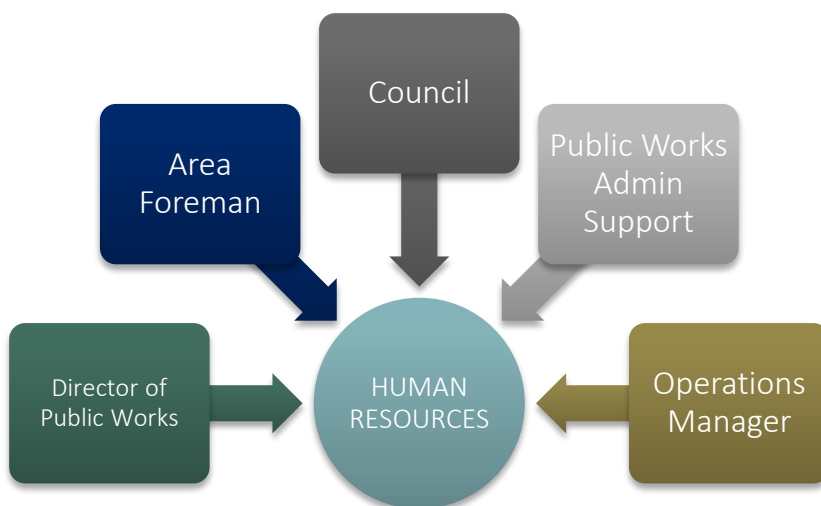 Council
Area
Foreman
Public Works
Admin
Support
Director of
Public Works
HUMAN
RESOURCES
Operations
Manager